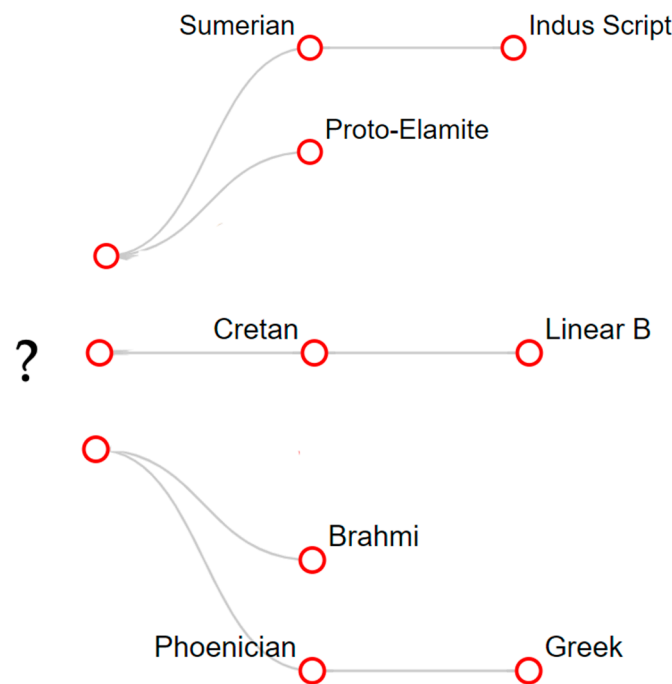 Sumerian
Indus Script
Proto-Elamite
?
Cretan
Linear B
Brahmi
Phoenician
Greek